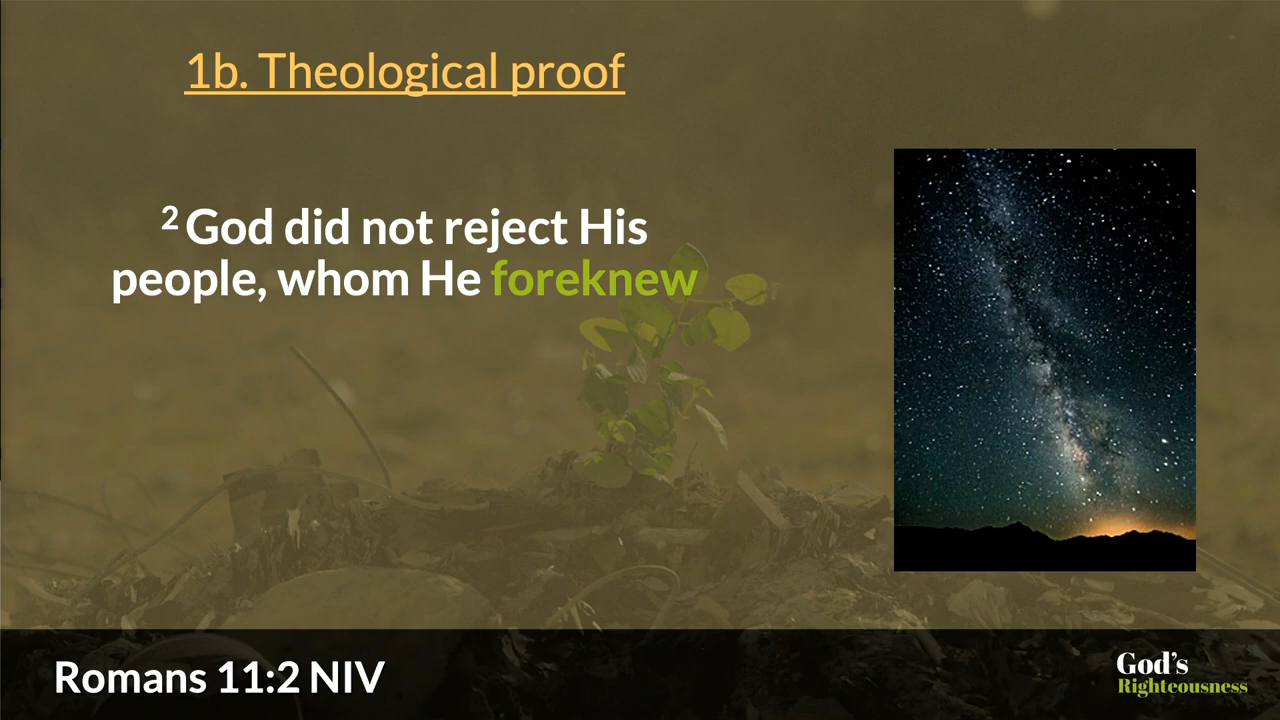 1b. Theological proof
2 God did not reject His
people, whom He foreknew
Romans 11:2 NIV
God's
Righteousness